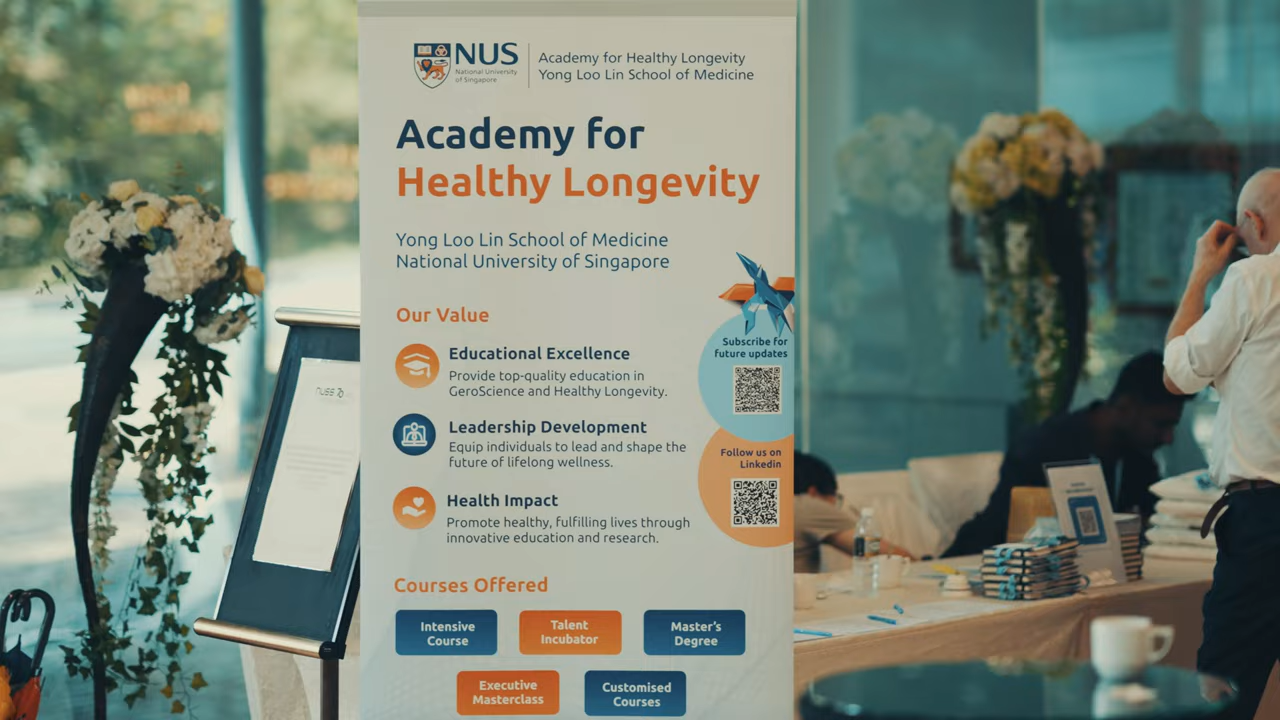 NUS
National University
of Singapore
Academy for Healthy Longevity
Yong Loo Lin School of Medicine
Academy for
Healthy Longevity
Yong Loo Lin School of Medicine
National University of Singapore
Our Value
Educational Excellence
Provide top-quality education in
GeroScience and Healthy Longevity.
Leadership Development
Equip individuals to lead and shape the
future of lifelong wellness.
Health Impact
Promote healthy, fulfilling lives through
innovative education and research.
Subscribe for
future updates
Follow us on
Linkedin
Courses Offered
Intensive
Course
Talent
Incubator
Master's
Degree
Executive
Masterclass
Customised
Courses